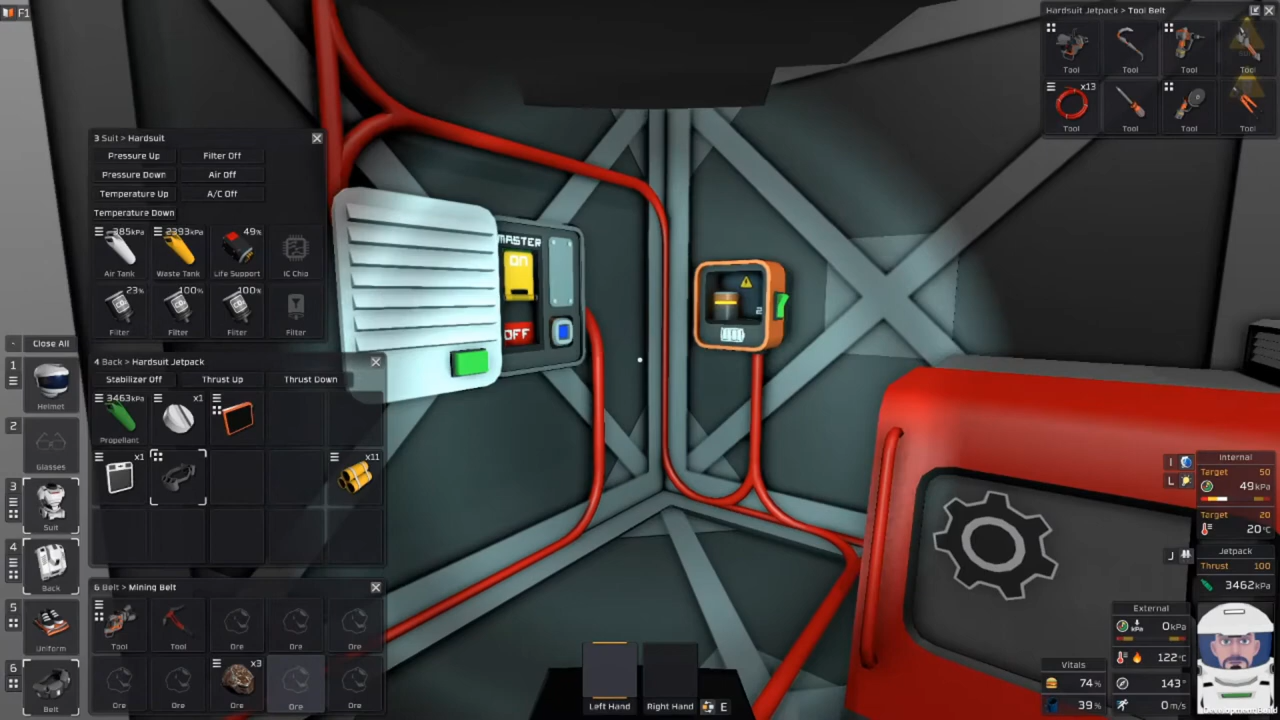 F1
Hardsuit Jetpack > Tool Belt
Tool
Tool
Tool
Tool
x13
Tool
Tool
Tool
Tool
3 Suit > Hardsuit
Pressure Up
Filter Off
Pressure Down
Air Off
Temperature Up
A/C Off
Temperature Down
385kPa
2393kPa
49%
Air Tank
Waste Tank
Life Support
IC Chip
23%
100%
100%
Filter
Filter
Filter
Filter
MASTER
ON
OFF
2
- Close All
1
Helmet
2
Glasses
3
Suit
4
Back
5
Uniform
6
Belt
4 Back > Hardsuit Jetpack
Stabilizer Off
Thrust Up
Thrust Down
3463kPa
x1
Propellant
x1
x11
6 Belt > Mining Belt
Tool
Tool
Ore
Ore
Ore
x3
Ore
Ore
Ore
Ore
Ore
Left Hand
Right Hand
E
I
L
Internal
Target 50
49kPa
Target 20
20°C
J
Jetpack
Thrust 100
3462kPa
External
kPa
0kPa
122°C
143°
0m/s
Vitals
74%
39%